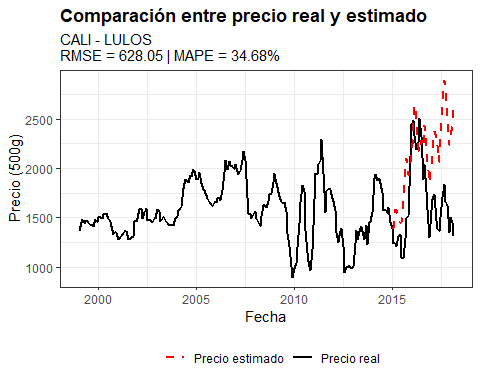 Comparación entre precio real y estimado
CALI - LULOS
RMSE = 628.05 | MAPE = 34.68%
Precio (500g)
2500
2000
1500
1000
2000
2005
2010
2015
Fecha
Precio estimado
Precio real